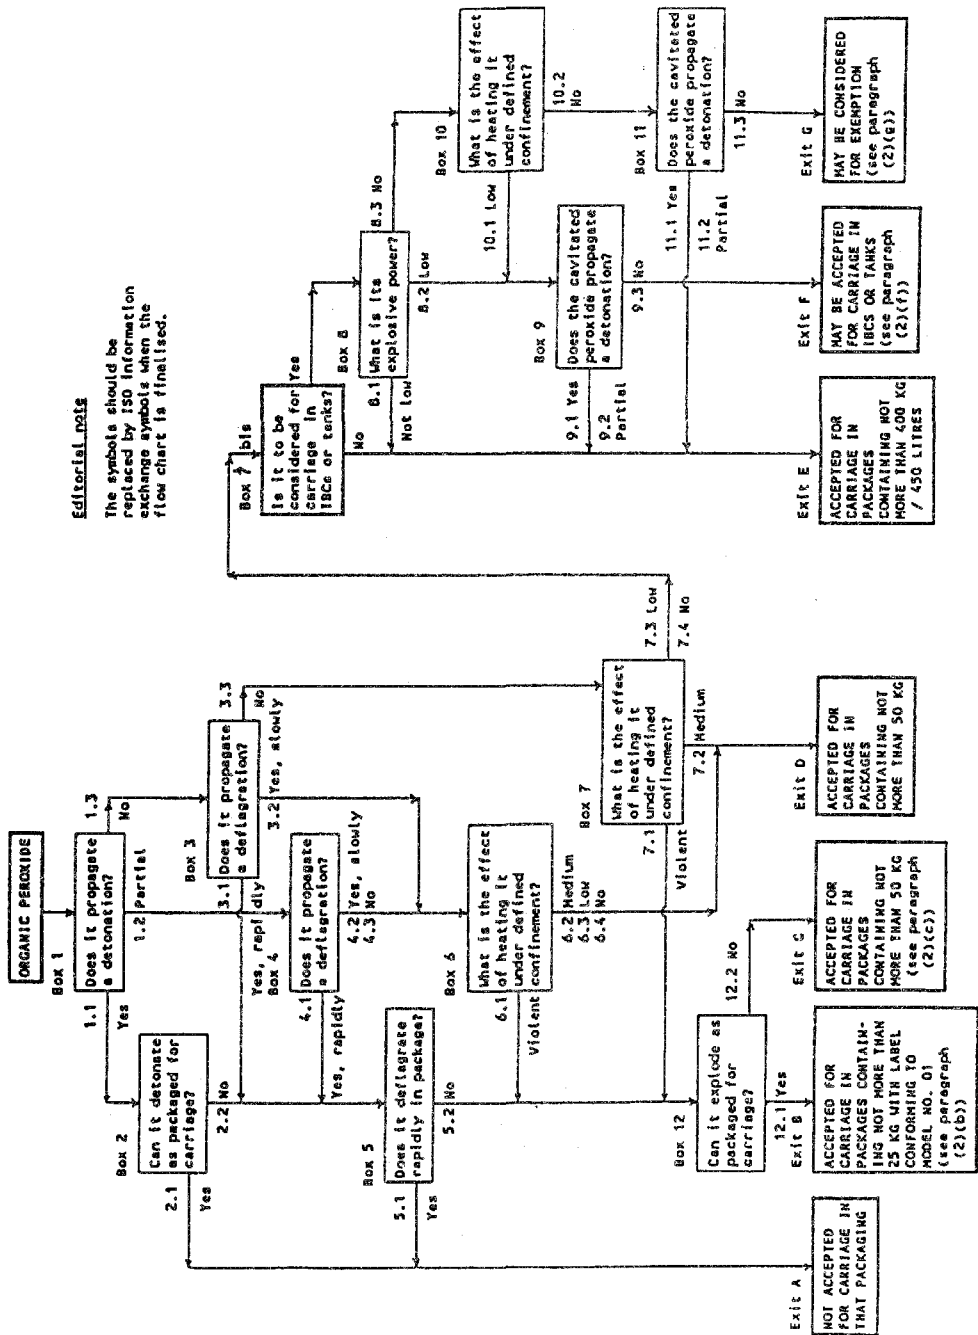 ORGANIC PEROXIDE
Box 1
Does it propagate
a detonation?
1.1
Yes
1.2 Partial
1.3
No
Box 2
Can it detonate
as packaged for
carriage?
2.1
Yes
2.2 No
Box 3
Does it propagate
a deflagration?
3.1
Yes, rapidly
3.2 Yes, slowly
3.3
No
Box 4
Does it propagate
a deflagration?
4.1
Yes, rapidly
4.2 Yes, slowly
4.3 No
Box 5
Does it deflagrate
rapidly in package?
5.1
Yes
5.2 No
Box 6
What is the effect
of heating it
under defined
confinement?
6.1
Violent
6.2 Medium
6.3 Low
6.4 No
Box 7
What is the effect
of heating it
under defined
confinement?
7.1
Violent
7.2 Medium
7.3 Low
7.4 No
Box 12
Can it explode as
packaged for
carriage?
12.1 Yes
12.2 No
Exit A
NOT ACCEPTED
FOR CARRIAGE IN
THAT PACKAGING
Exit B
ACCEPTED FOR
CARRIAGE IN
PACKAGES CONTAIN-
ING NOT MORE THAN
25 KG WITH LABEL
CONFORMING TO
MODEL NO. 01
(see paragraph
(2)(b))
Exit C
ACCEPTED FOR
CARRIAGE IN
PACKAGES
CONTAINING NOT
MORE THAN 50 KG
(see paragraph
(2)(c))
Exit D
ACCEPTED FOR
CARRIAGE IN
PACKAGES
CONTAINING NOT
MORE THAN 50 KG
Editorial note
The symbols should be
replaced by ISO information
exchange symbols when the
flow chart is finalised.
Box 7 bis
Is it to be
considered for
carriage in
IBCs or tanks?
Yes
No
Box 8
What is its
explosive power?
8.1
Not low
8.2 Low
8.3 No
Box 9
Does the cavitated
peroxide propagate
a detonation?
9.1 Yes
9.2
Partial
9.3 No
Box 10
What is the effect
of heating it
under defined
confinement?
10.1 Low
10.2
No
Box 11
Does the cavitated
peroxide propagate
a detonation?
11.1 Yes
11.2
Partial
11.3 No
Exit E
ACCEPTED FOR
CARRIAGE IN
PACKAGES
CONTAINING NOT
MORE THAN 400 KG
/ 450 LITRES
Exit F
MAY BE ACCEPTED
FOR CARRIAGE IN
IBCS OR TANKS
(see paragraph
(2)(f))
Exit G
MAY BE CONSIDERED
FOR EXEMPTION
(see paragraph
(2)(g))